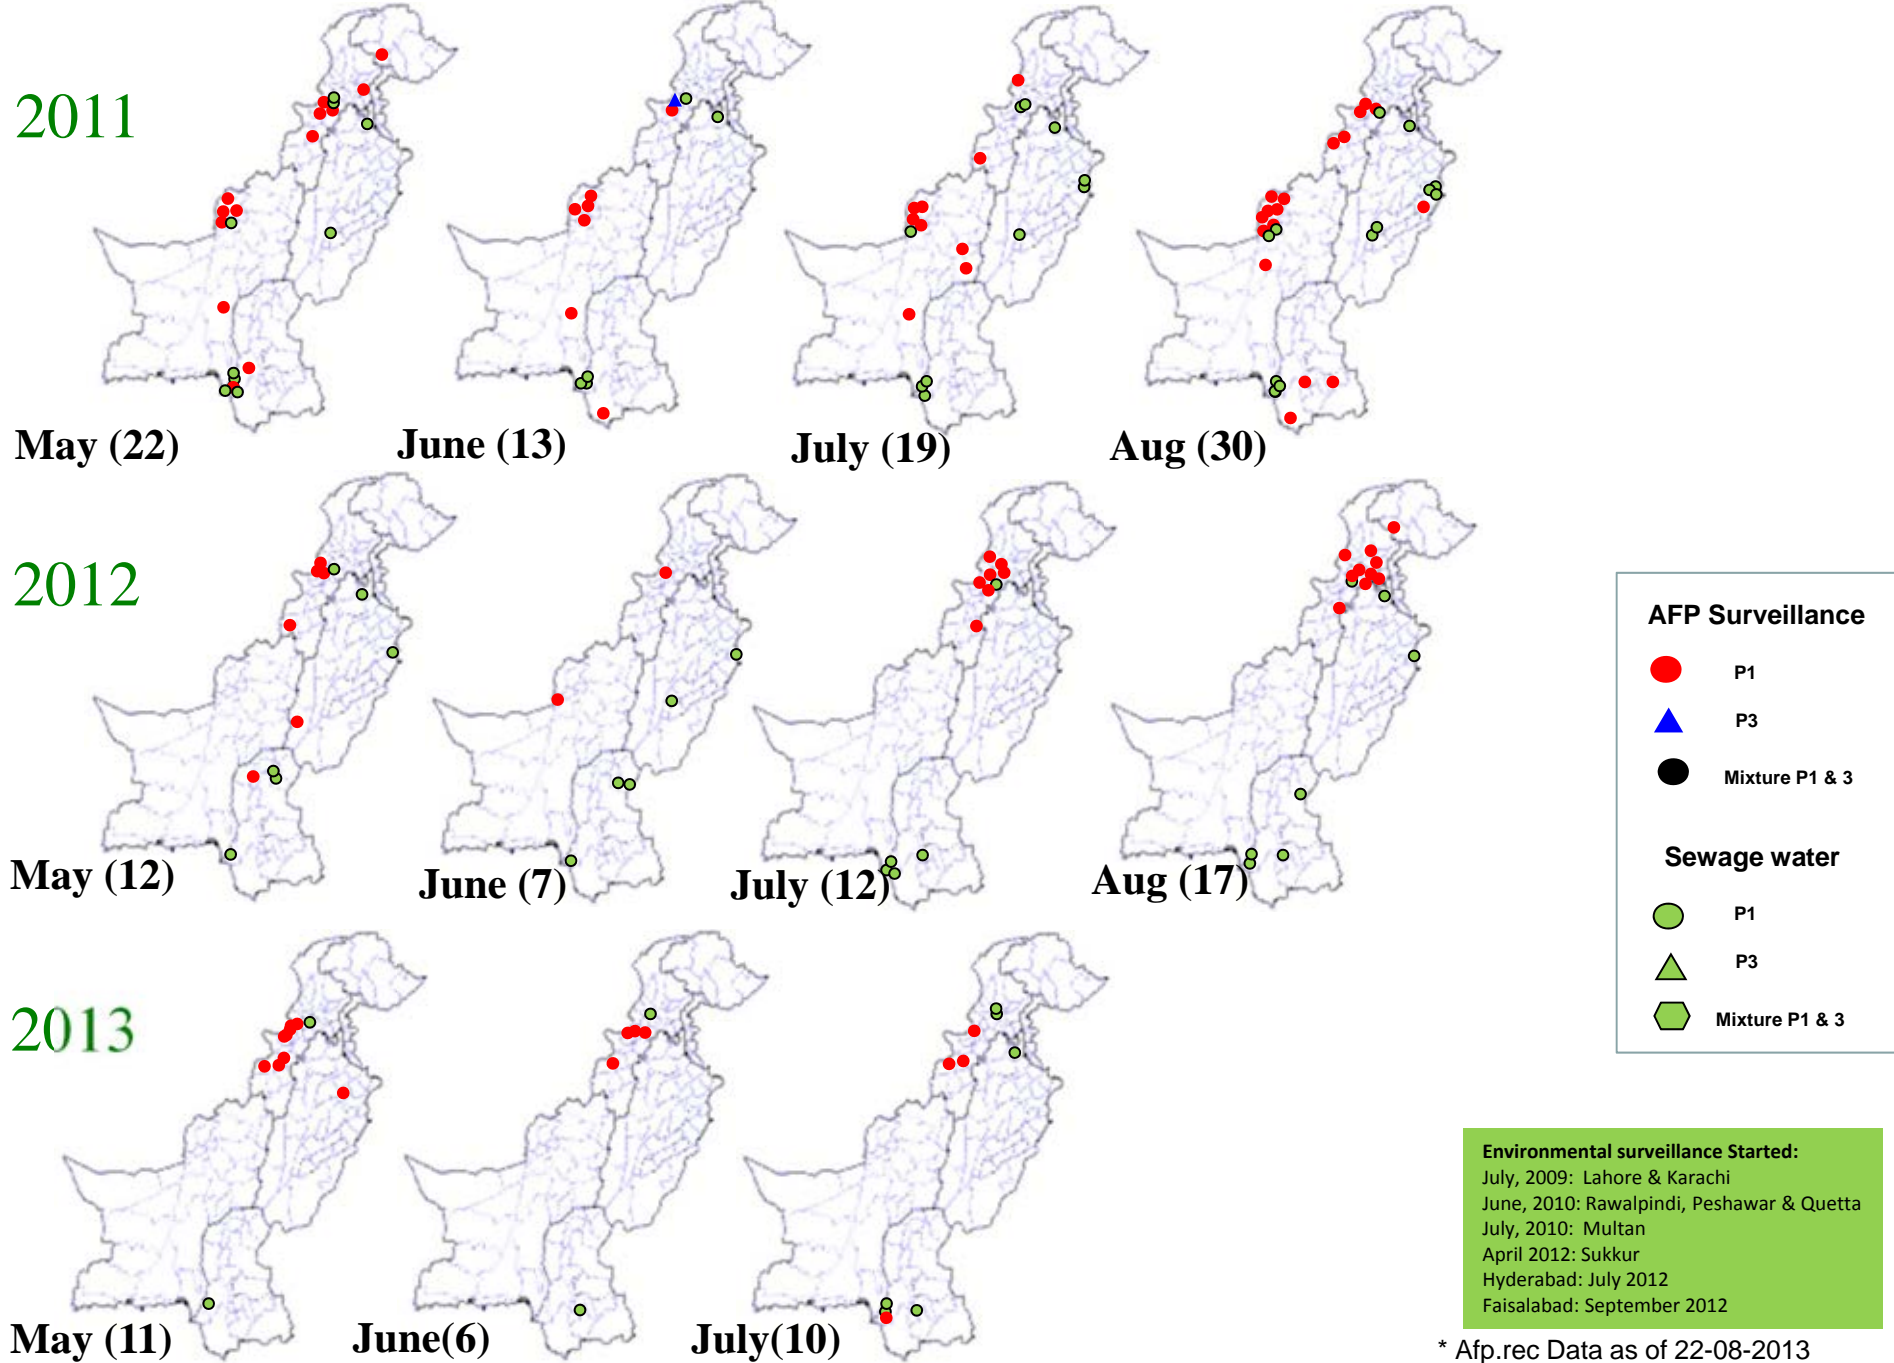 2011
May (22)
June (13)
July (19)
Aug (30)
2012
May (12)
June (7)
July (12)
Aug (17)
2013
May (11)
June(6)
July(10)
AFP Surveillance
P1
P3
Mixture P1 & 3
Sewage water
P1
P3
Mixture P1 & 3
Environmental surveillance Started:
July, 2009: Lahore & Karachi
June, 2010: Rawalpindi, Peshawar & Quetta
July, 2010: Multan
April 2012: Sukkur
Hyderabad: July 2012
Faisalabad: September 2012
* Afp.rec Data as of 22-08-2013